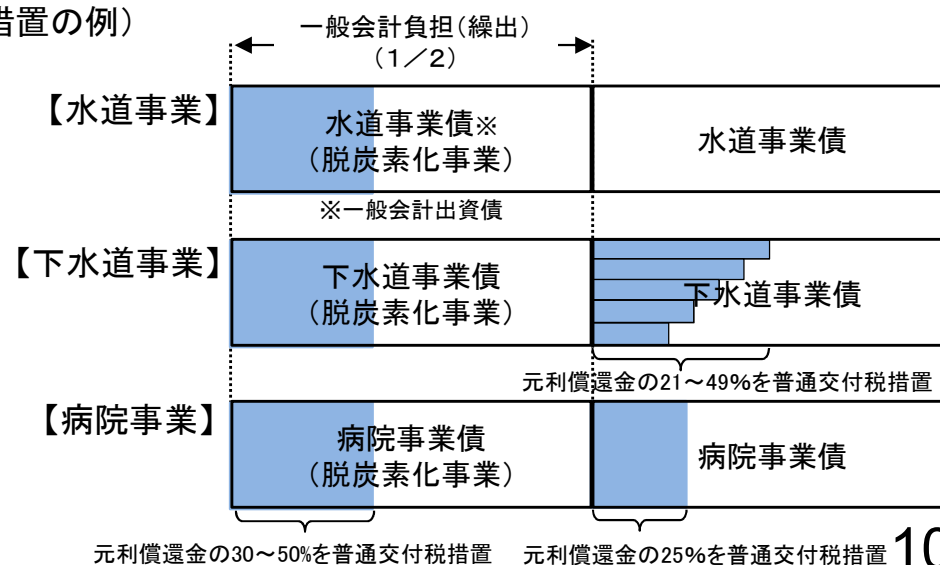 措置の例）
一般会計負担（繰出）
（１／２）
【水道事業】
水道事業債※
（脱炭素化事業）
水道事業債
※一般会計出資債
【下水道事業】
下水道事業債
（脱炭素化事業）
下水道事業債
元利償還金の21～49％を普通交付税措置
【病院事業】
病院事業債
（脱炭素化事業）
病院事業債
元利償還金の30～50％を普通交付税措置
元利償還金の25％を普通交付税措置
10